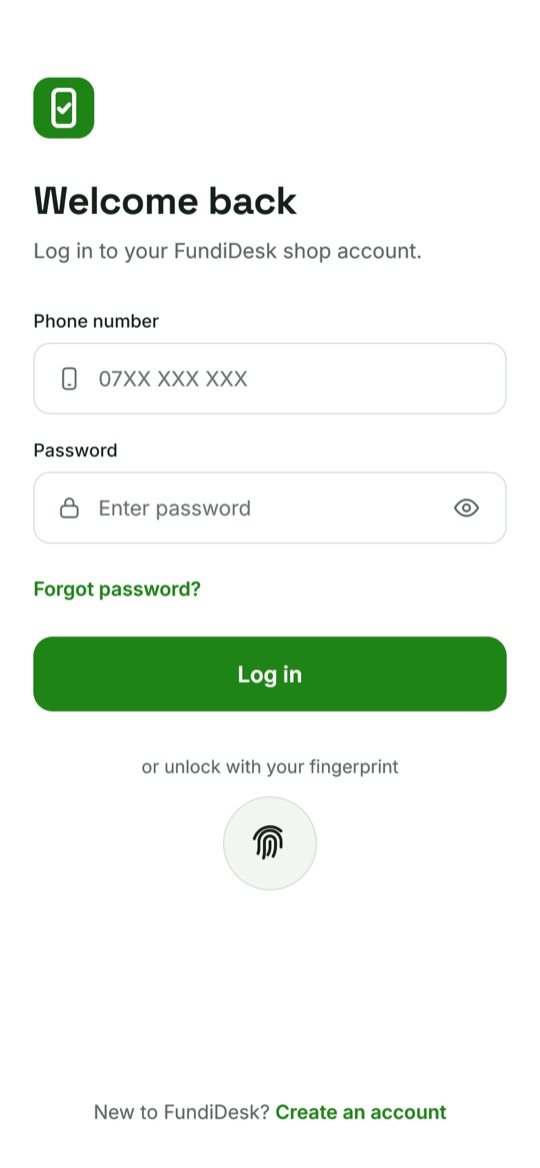 Welcome back
Log in to your FundiDesk shop account.
Phone number
07XX XXX XXX
Password
Enter password
Forgot password?
Log in
or unlock with your fingerprint
New to FundiDesk? Create an account